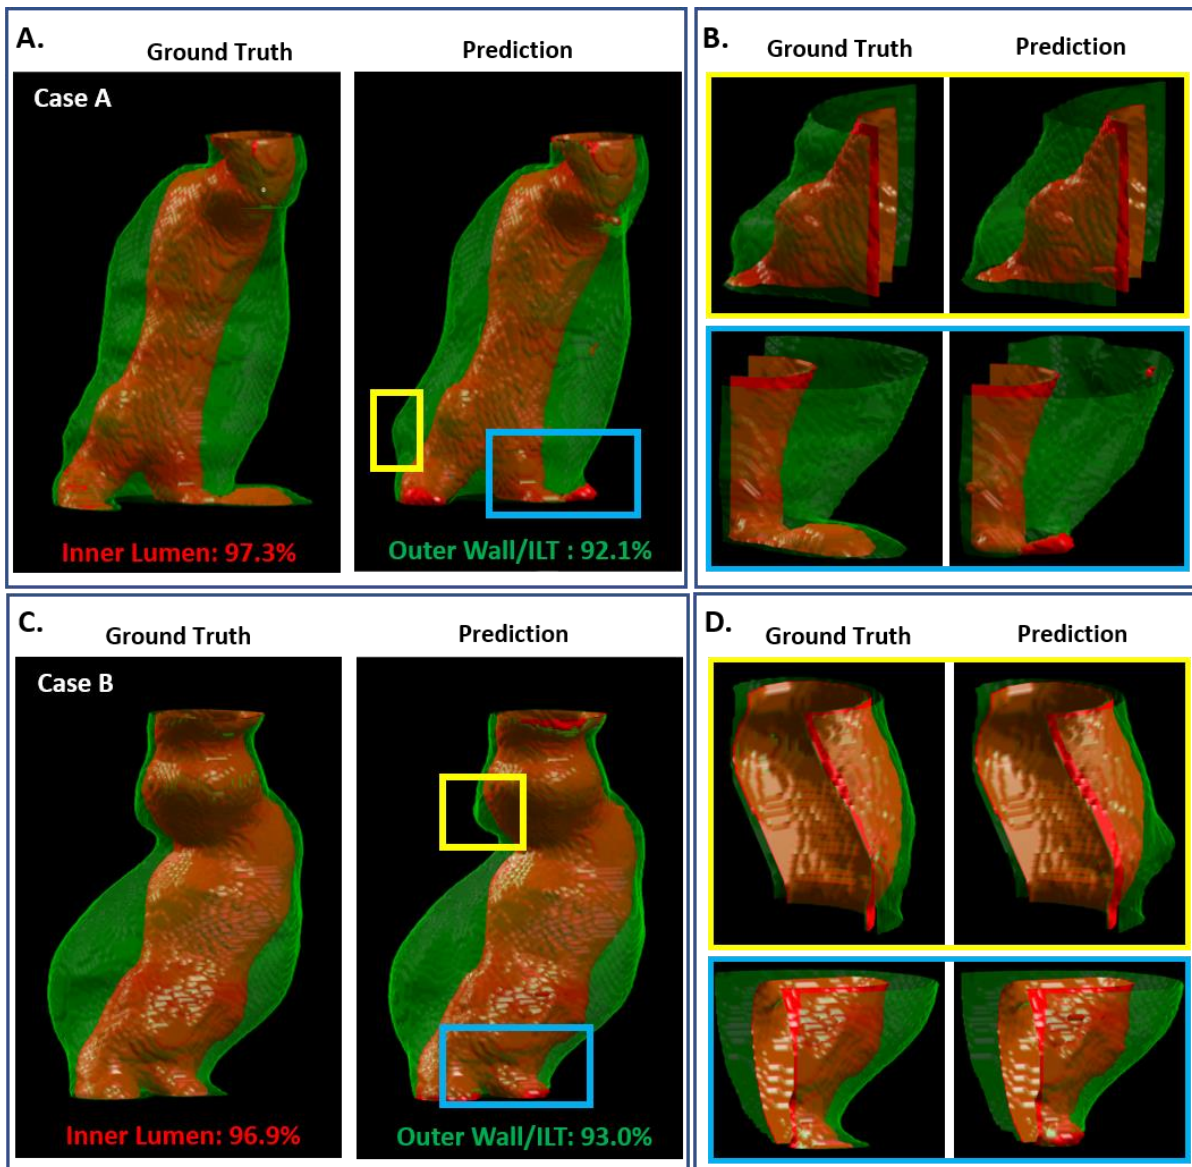 A.
Ground Truth
Prediction
Case A
Inner Lumen: 97.3%
Outer Wall/ILT : 92.1%
B.
Ground Truth
Prediction
C.
Ground Truth
Prediction
Case B
Inner Lumen: 96.9%
Outer Wall/ILT: 93.0%
D.
Ground Truth
Prediction